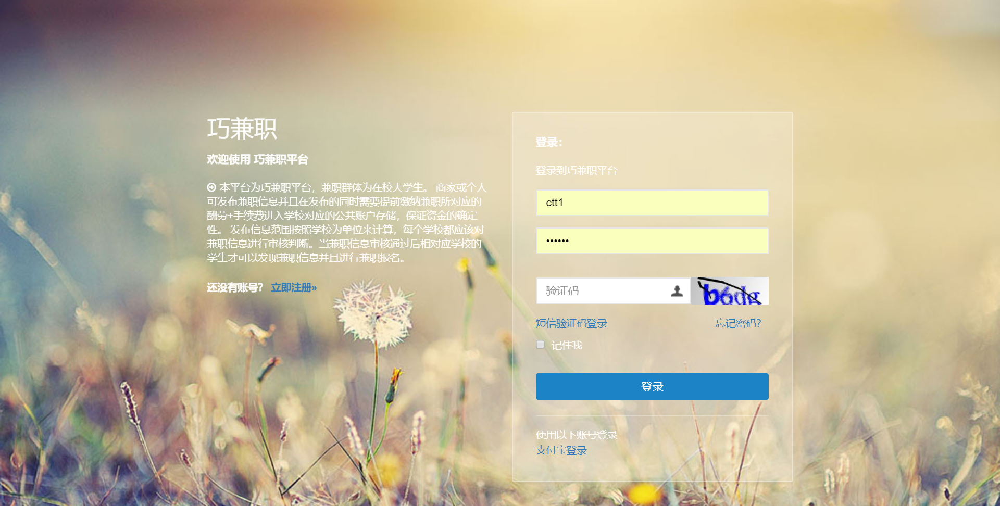 巧兼职
欢迎使用 巧兼职平台
本平台为巧兼职平台，兼职群体为在校大学生。 商家或个人
可发布兼职信息并且在发布的同时需要提前缴纳兼职所对应的
酬劳+手续费进入学校对应的公共账户存储，保证资金的确定
性。 发布信息范围按照学校为单位来计算，每个学校都应该对
兼职信息进行审核判断。当兼职信息审核通过后相对应学校的
学生才可以发现兼职信息并且进行兼职报名。
还没有账号？ 立即注册»
登录：
登录到巧兼职平台
ctt1
••••••
验证码
b6dg
短信验证码登录 忘记密码?
记住我
登录
使用以下账号登录
支付宝登录